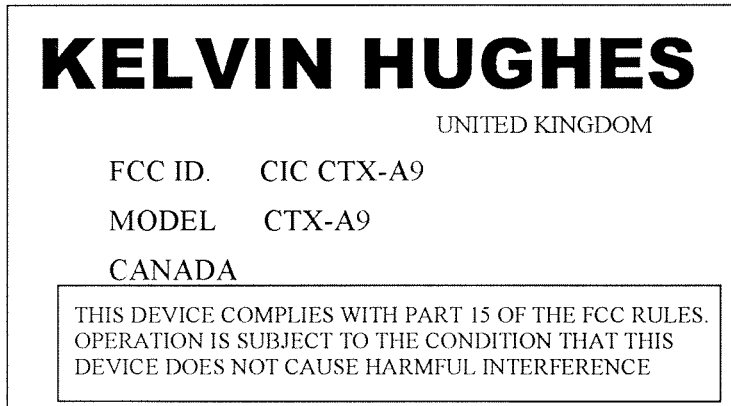 KELVIN HUGHES
UNITED KINGDOM
FCC ID. CIC CTX-A9
MODEL CTX-A9
CANADA
THIS DEVICE COMPLIES WITH PART 15 OF THE FCC RULES.
OPERATION IS SUBJECT TO THE CONDITION THAT THIS
DEVICE DOES NOT CAUSE HARMFUL INTERFERENCE